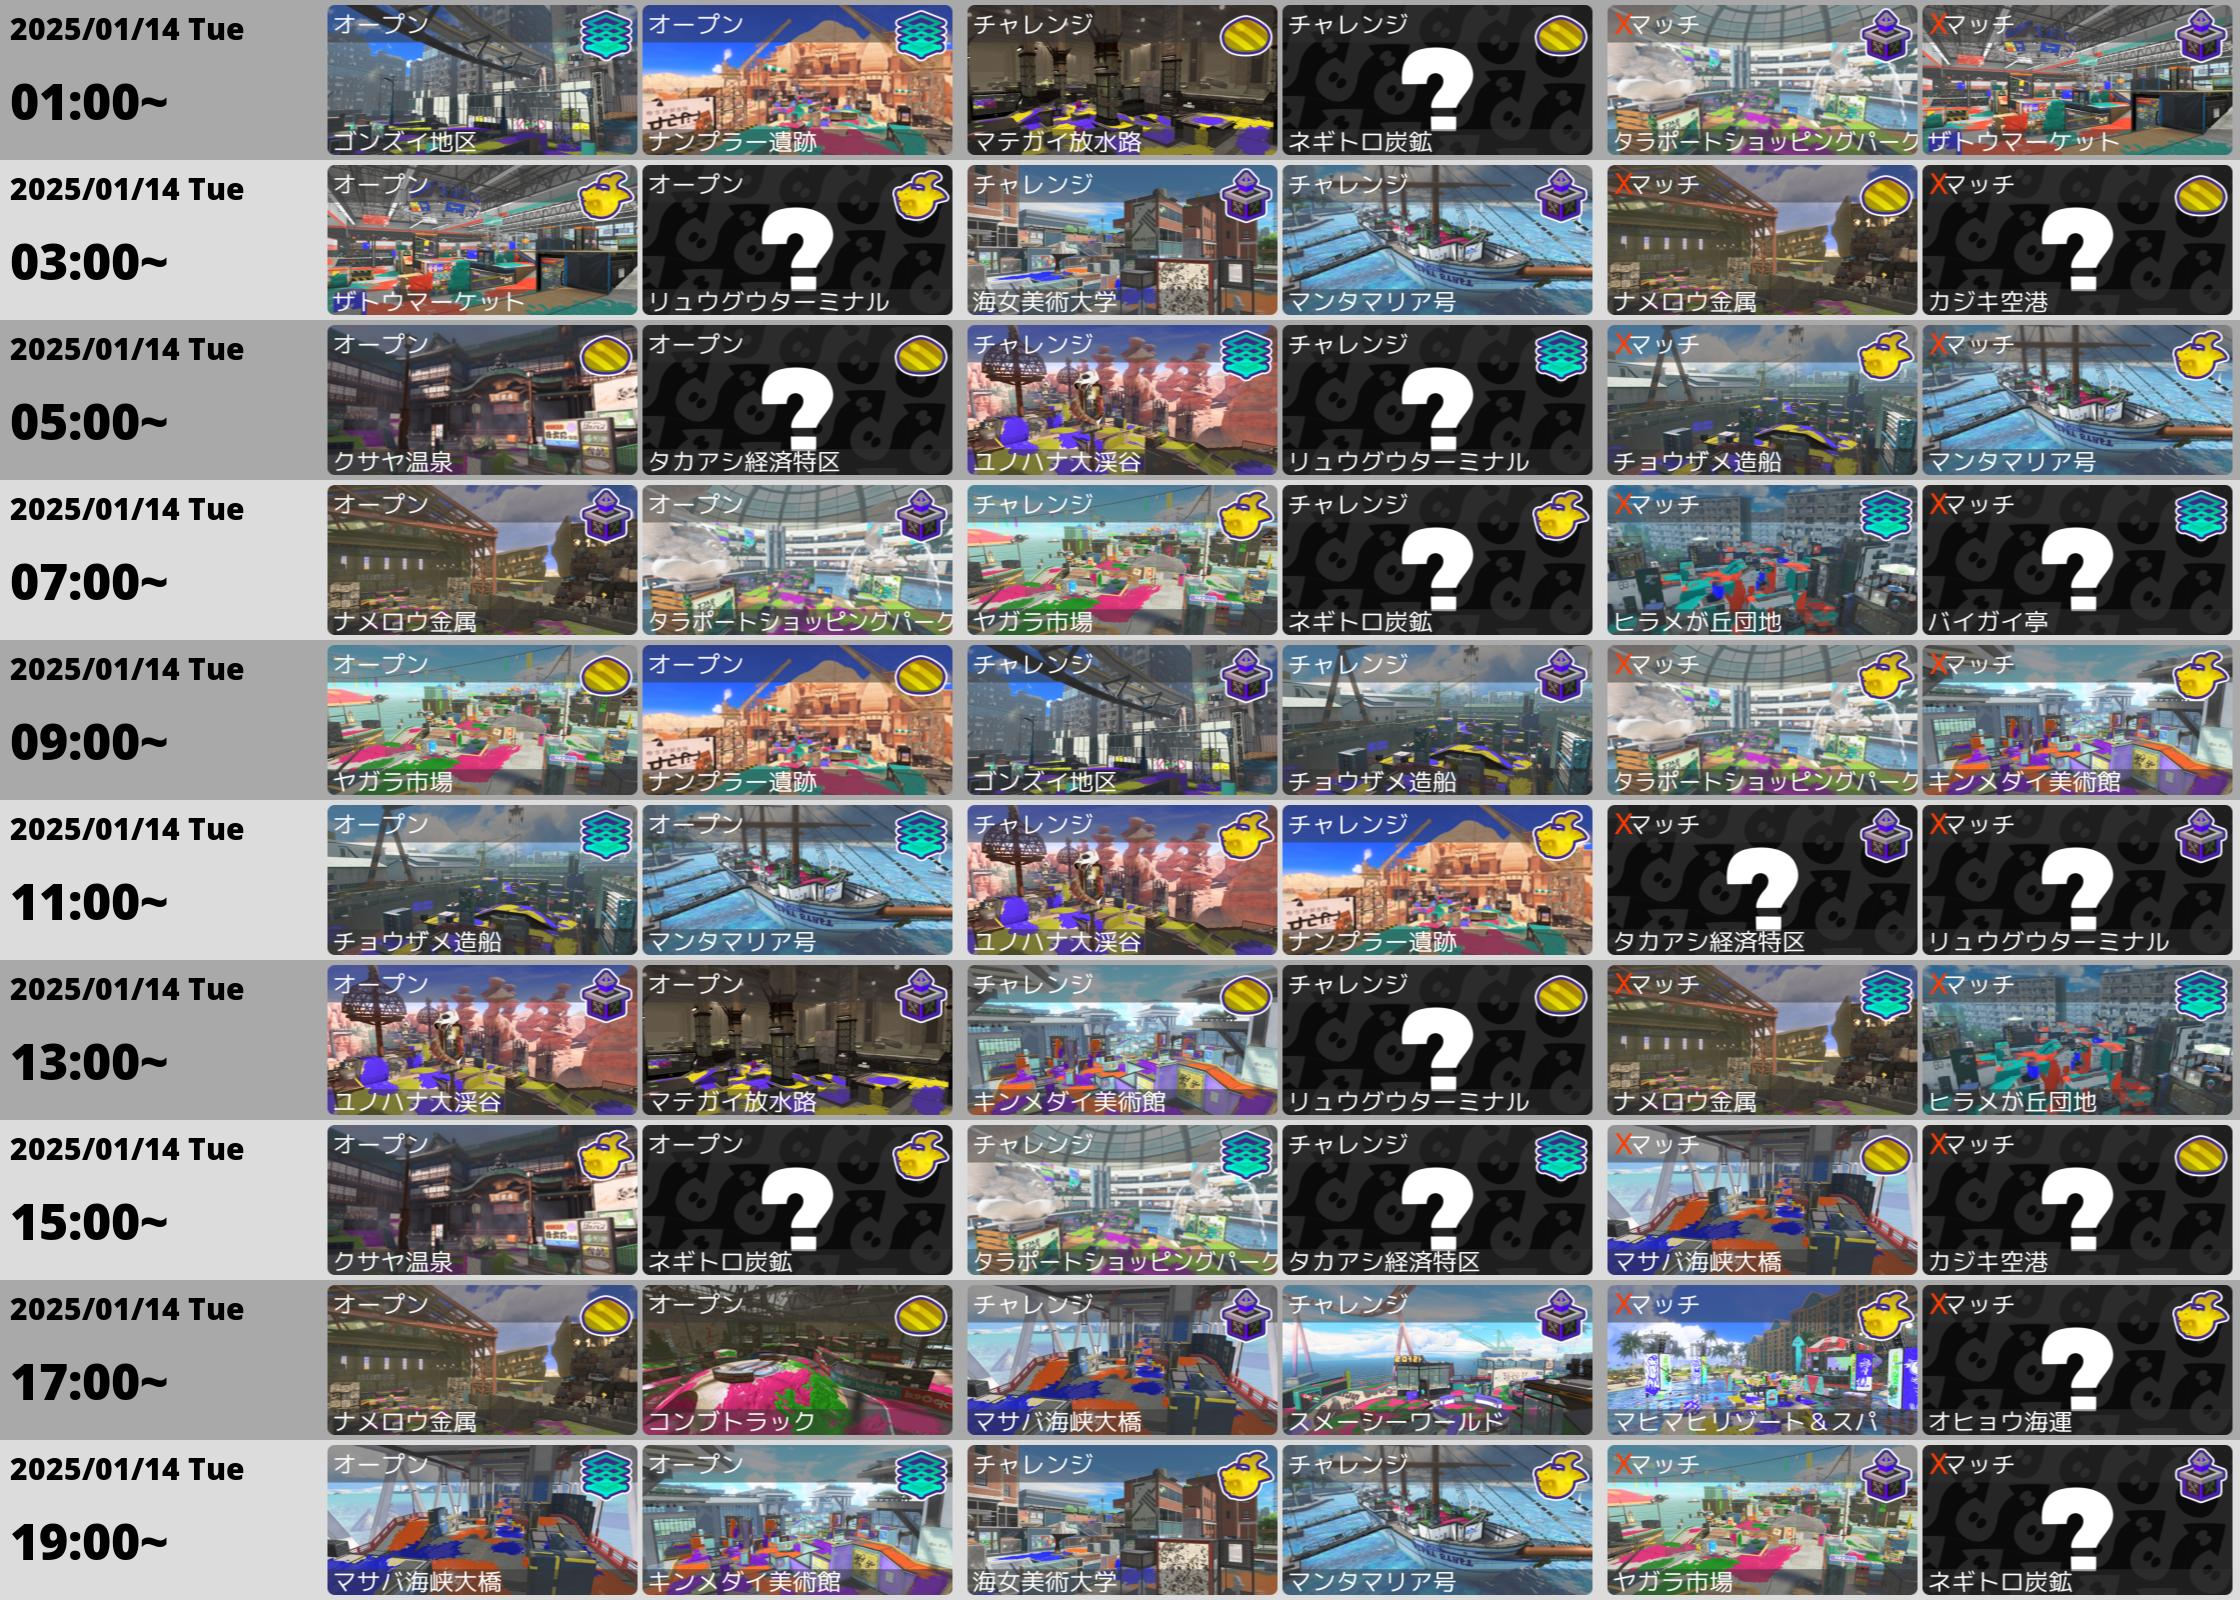 2025/01/14 Tue
01:00~
オープン
ゴンズイ地区
オープン
ナンプラー遺跡
チャレンジ
マテガイ放水路
チャレンジ
ネギトロ炭鉱
Xマッチ
タラポートショッピングパーク
Xマッチ
ザトウマーケット
2025/01/14 Tue
03:00~
オープン
ザトウマーケット
オープン
リュウグウターミナル
チャレンジ
海女美術大学
チャレンジ
マンタマリア号
Xマッチ
ナメロウ金属
Xマッチ
カジキ空港
2025/01/14 Tue
05:00~
オープン
クサヤ温泉
オープン
タカアシ経済特区
チャレンジ
ユノハナ大渓谷
チャレンジ
リュウグウターミナル
Xマッチ
チョウザメ造船
Xマッチ
マンタマリア号
2025/01/14 Tue
07:00~
オープン
ナメロウ金属
オープン
タラポートショッピングパーク
チャレンジ
ヤガラ市場
チャレンジ
ネギトロ炭鉱
Xマッチ
ヒラメが丘団地
Xマッチ
バイガイ亭
2025/01/14 Tue
09:00~
オープン
ヤガラ市場
オープン
ナンプラー遺跡
チャレンジ
ゴンズイ地区
チャレンジ
チョウザメ造船
Xマッチ
タラポートショッピングパーク
Xマッチ
キンメダイ美術館
2025/01/14 Tue
11:00~
オープン
チョウザメ造船
オープン
マンタマリア号
チャレンジ
ユノハナ大渓谷
チャレンジ
ナンプラー遺跡
Xマッチ
タカアシ経済特区
Xマッチ
リュウグウターミナル
2025/01/14 Tue
13:00~
オープン
ユノハナ大渓谷
オープン
マテガイ放水路
チャレンジ
キンメダイ美術館
チャレンジ
リュウグウターミナル
Xマッチ
ナメロウ金属
Xマッチ
ヒラメが丘団地
2025/01/14 Tue
15:00~
オープン
クサヤ温泉
オープン
ネギトロ炭鉱
チャレンジ
タラポートショッピングパーク
チャレンジ
タカアシ経済特区
Xマッチ
マサバ海峡大橋
Xマッチ
カジキ空港
2025/01/14 Tue
17:00~
オープン
ナメロウ金属
オープン
コンブトラック
チャレンジ
マサバ海峡大橋
チャレンジ
スメーシーワールド
Xマッチ
マヒマヒリゾート＆スパ
Xマッチ
オヒョウ海運
2025/01/14 Tue
19:00~
オープン
マサバ海峡大橋
オープン
キンメダイ美術館
チャレンジ
海女美術大学
チャレンジ
マンタマリア号
Xマッチ
ヤガラ市場
Xマッチ
ネギトロ炭鉱